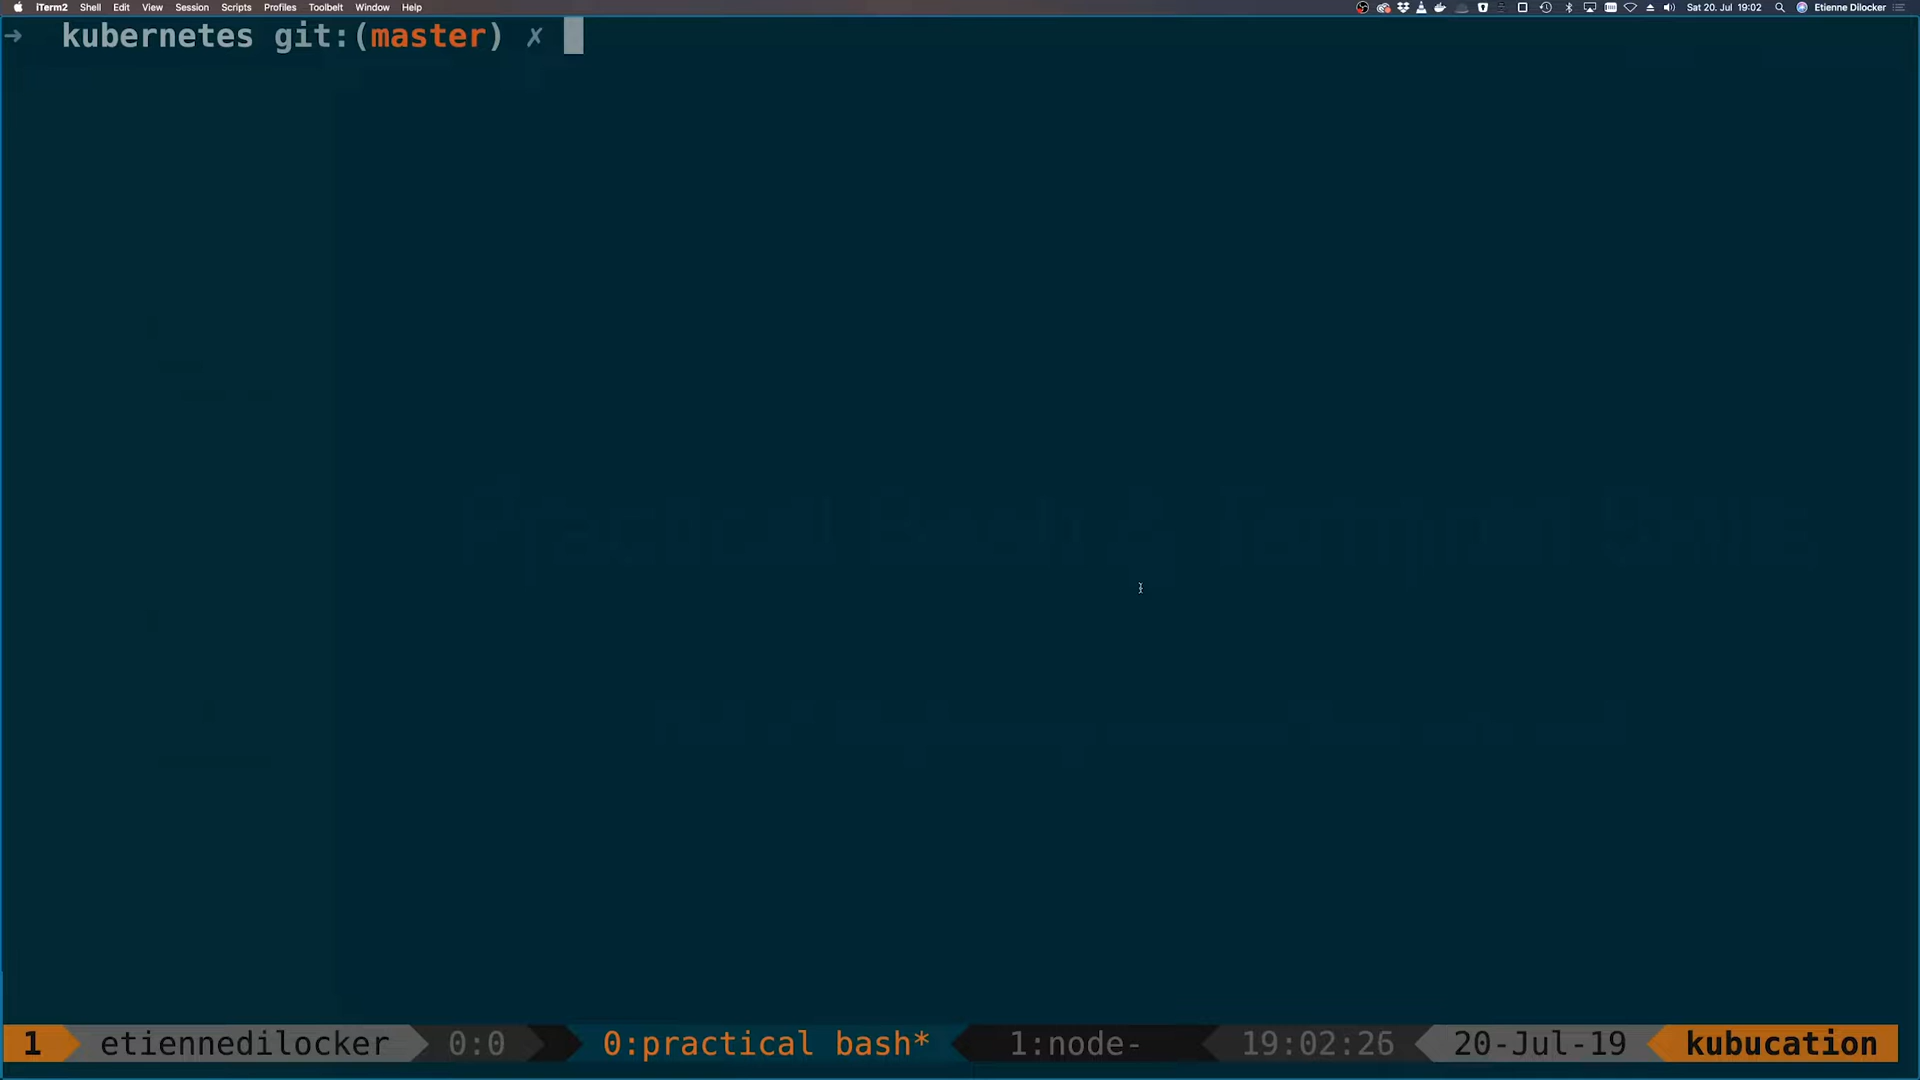 iTerm2 Shell Edit View Session Scripts Profiles Toolbelt Window Help Sat 20. Jul 19:02 Etienne Dilocker
→ kubernetes git:(master) ✗
1 etiennedilocker 0:0 0:practical bash* 1:node- 19:02:26 20-Jul-19 kubucation